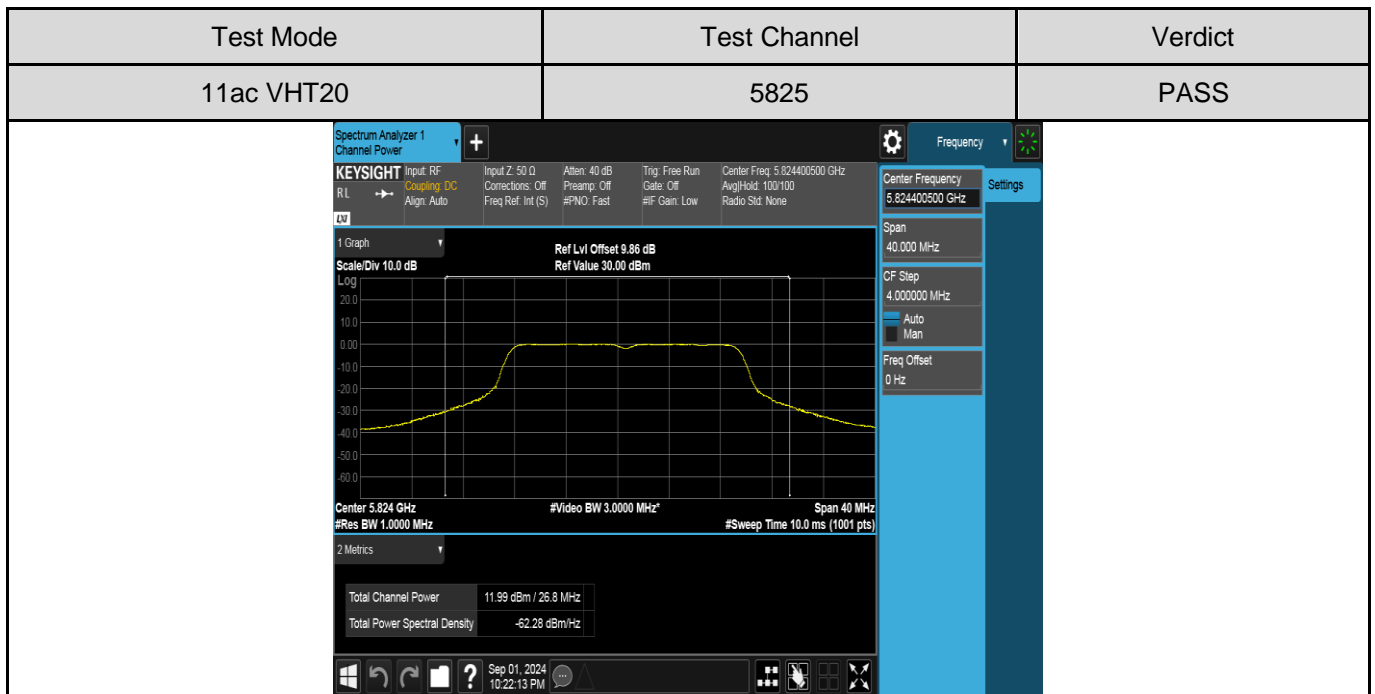 Test Mode Test Channel Verdict
11ac VHT20 5825 PASS
Spectrum Analyzer 1
Channel Power
+
Frequency
KEYSIGHT Input: RF Input Z: 50 Ω Atten: 40 dB Trig: Free Run Center Freq: 5.824400500 GHz
RL Coupling: DC Corrections: Off Preamp: Off Gate: Off Avg|Hold: 100/100
Align: Auto Freq Ref: Int (S) #PNO: Fast #IF Gain: Low Radio Std: None
LXI
Center Frequency
5.824400500 GHz
Settings
Span
40.000 MHz
CF Step
4.000000 MHz
Auto
Man
Freq Offset
0 Hz
1 Graph
Ref Lvl Offset 9.86 dB
Scale/Div 10.0 dB Ref Value 30.00 dBm
Log
20.0
10.0
0.00
-10.0
-20.0
-30.0
-40.0
-50.0
-60.0
Center 5.824 GHz #Video BW 3.0000 MHz* Span 40 MHz
#Res BW 1.0000 MHz #Sweep Time 10.0 ms (1001 pts)
2 Metrics
Total Channel Power 11.99 dBm / 26.8 MHz
Total Power Spectral Density -62.28 dBm/Hz
? Sep 01, 2024
10:22:13 PM